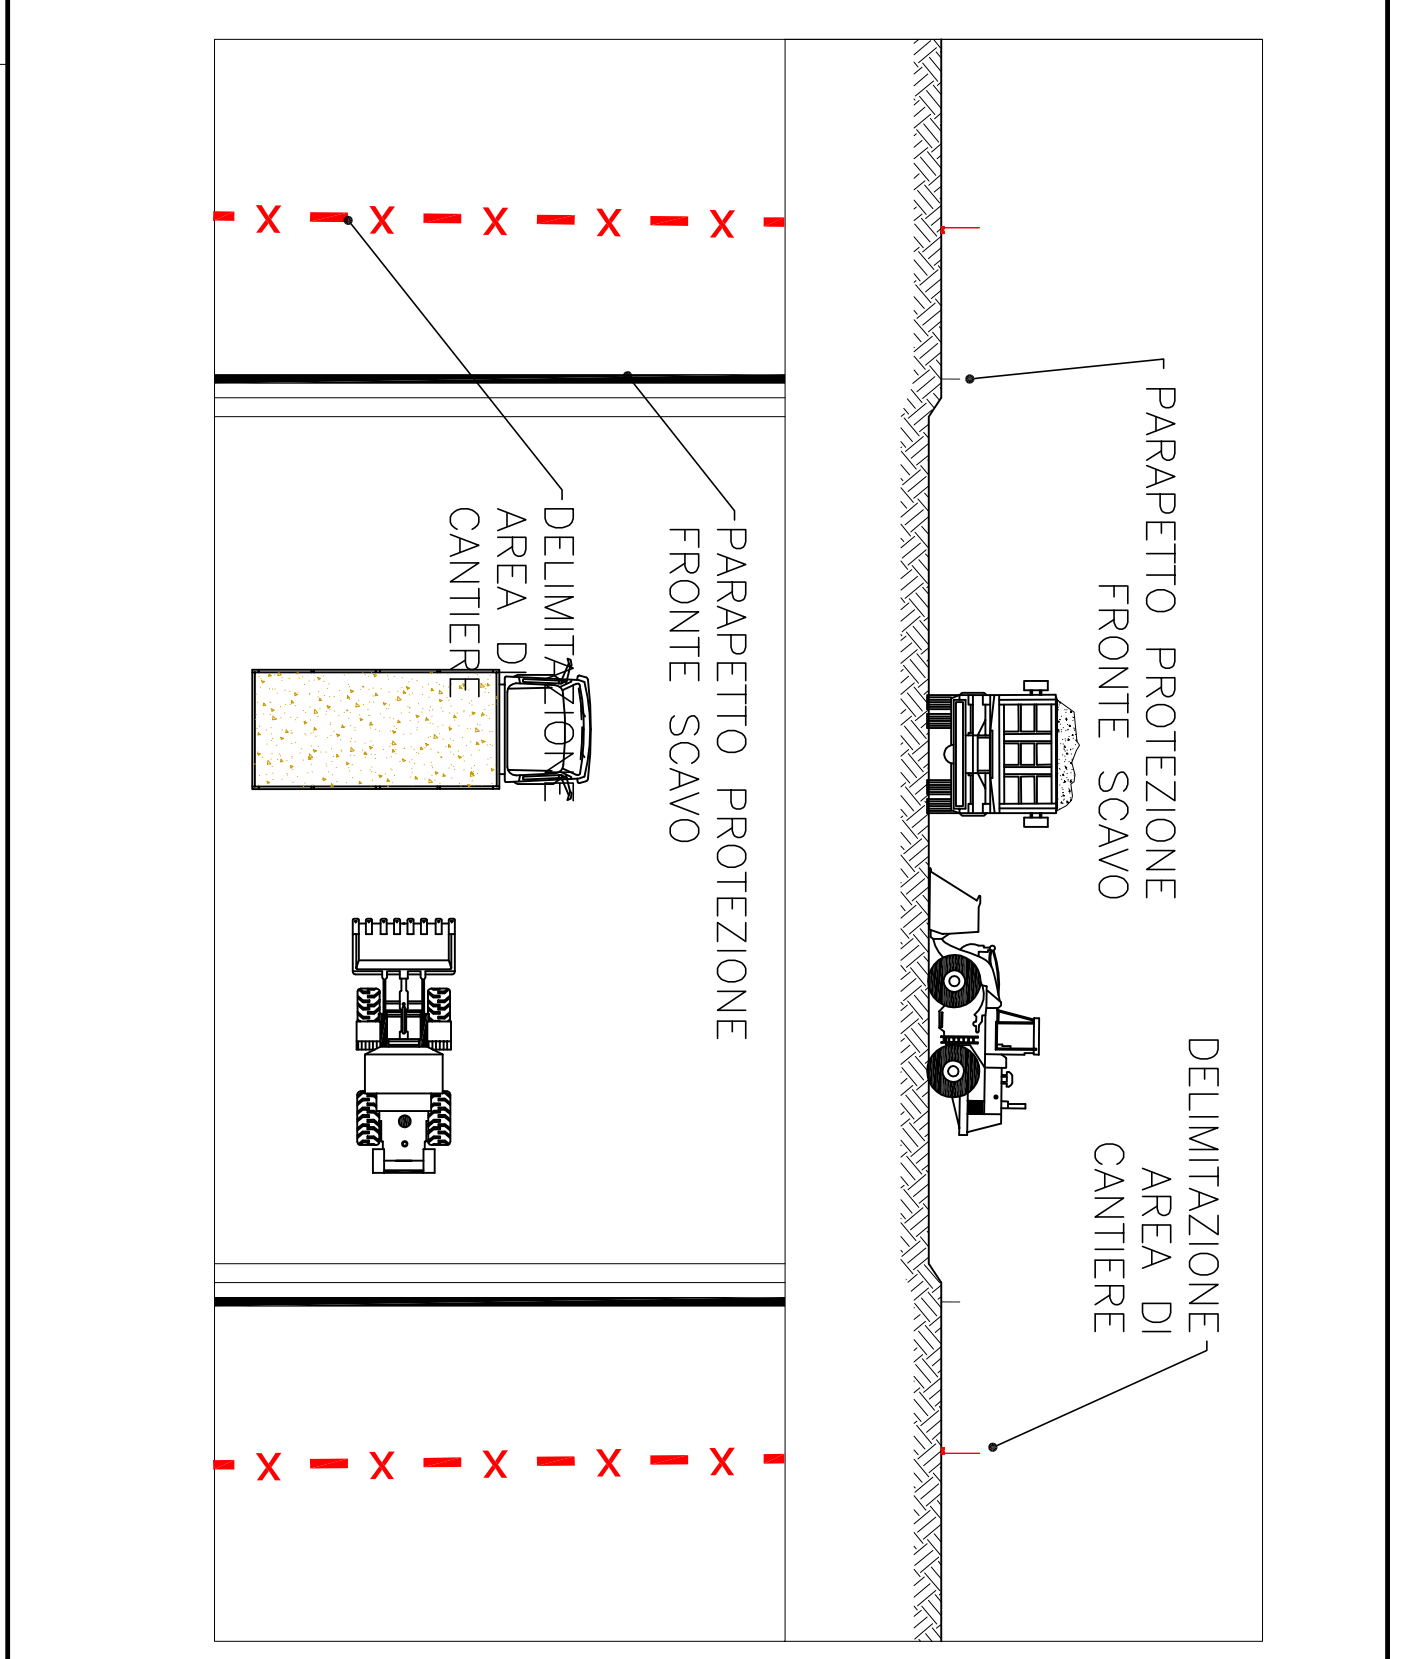 PARAPETTO PROTEZIONE
FRONTE SCAVO
DELIMITAZIONE
AREA DI
CANTIERE
PARAPETTO PROTEZIONE
FRONTE SCAVO
DELIMITAZIONE
AREA DI
CANTIERE
X X X X X
X X X X X